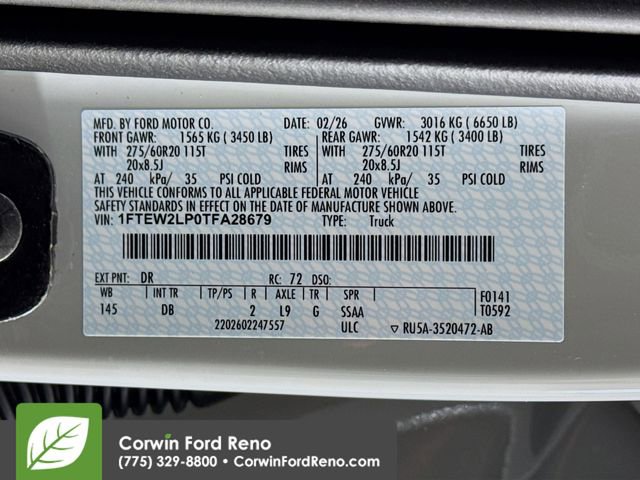 MFD. BY FORD MOTOR CO. DATE: 02/26 GVWR: 3016 KG ( 6650 LB)
FRONT GAWR: 1565 KG ( 3450 LB) REAR GAWR: 1542 KG ( 3400 LB)
WITH 275/60R20 115T TIRES WITH 275/60R20 115T TIRES
20x8.5J RIMS 20x8.5J RIMS
AT 240 kPa/ 35 PSI COLD AT 240 kPa/ 35 PSI COLD
THIS VEHICLE CONFORMS TO ALL APPLICABLE FEDERAL MOTOR VEHICLE
SAFETY STANDARDS IN EFFECT ON THE DATE OF MANUFACTURE SHOWN ABOVE.
VIN: 1FTEW2LP0TFA28679 TYPE: Truck
EXT PNT: DR RC: 72 DSO:
WB INT TR TP/PS R AXLE TR SPR F0141
145 DB 2 L9 G SSAA T0592
2202602247557 ULC ▽ RU5A-3520472-AB
Corwin Ford Reno
(775) 329-8800 • CorwinFordReno.com